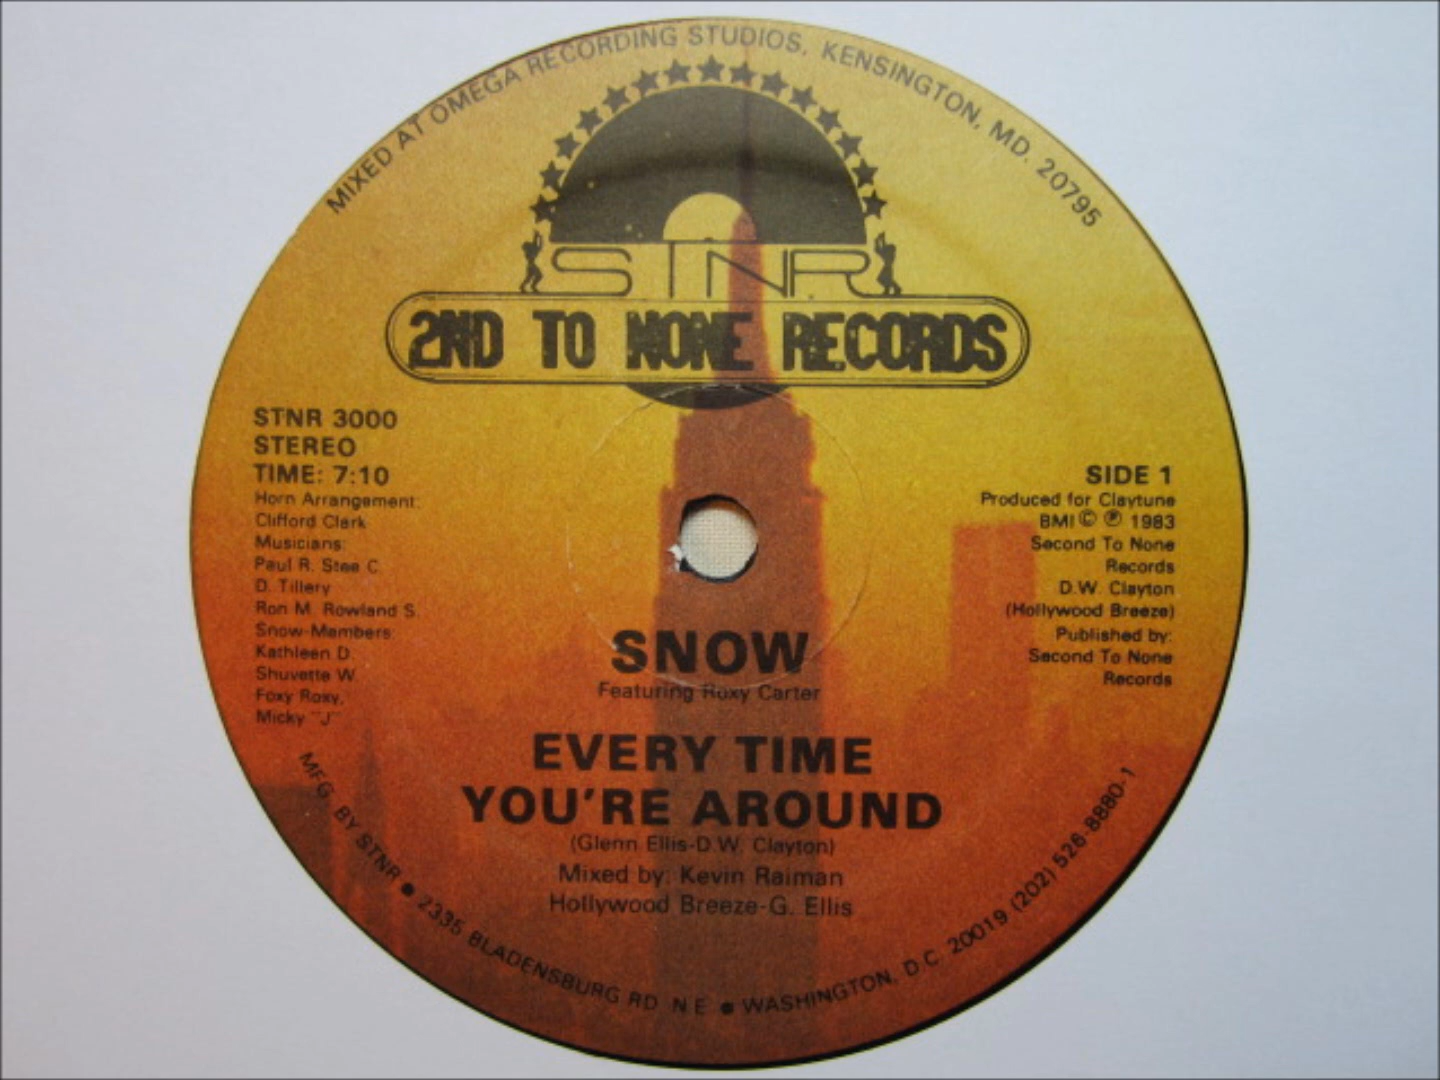 MIXED AT OMEGA RECORDING STUDIOS, KENSINGTON, MD. 20795
STNR
2ND TO NONE RECORDS
STNR 3000
STEREO
TIME: 7:10
Horn Arrangement:
Clifford Clark
Musicians:
Paul R. Stee C.
D. Tillery
Ron M. Rowland S.
Snow-Members:
Kathleen D.
Shuvette W.
Foxy Roxy,
Micky "J"
SIDE 1
Produced for Claytune
BMI © ℗ 1983
Second To None
Records
D.W. Clayton
(Hollywood Breeze)
Published by:
Second To None
Records
SNOW
Featuring Roxy Carter
EVERY TIME
YOU'RE AROUND
(Glenn Ellis-D.W. Clayton)
Mixed by: Kevin Raiman
Hollywood Breeze-G. Ellis
MFG. BY STNR ● 2335 BLADENSBURG RD. N.E. ● WASHINGTON, D.C. 20019 (202) 526-8880-1